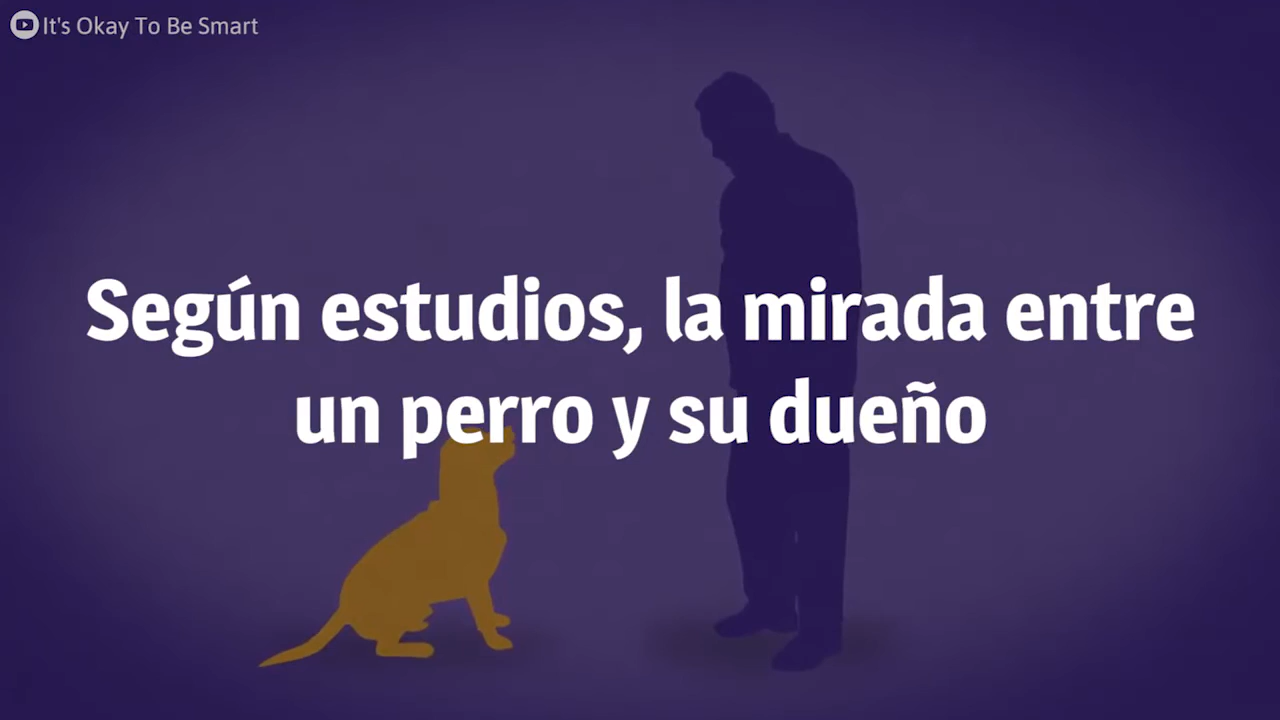 It's Okay To Be Smart
Según estudios, la mirada entre
un perro y su dueño